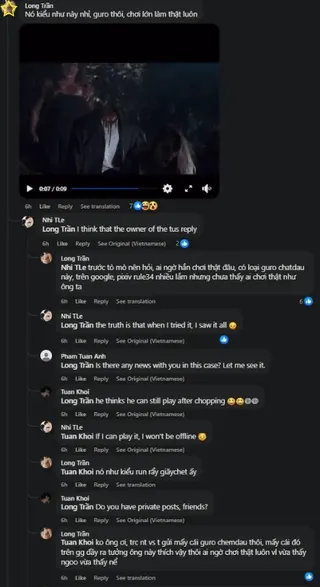 Long Trần
Nó kiểu như này nhỉ, guro thôi, chơi lớn làm thật luôn
0:07 / 0:09
6h Like Reply See translation 7
Nhi TLe
Long Trần I think that the owner of the tus reply
6h Like Reply See Original (Vietnamese) 2
Long Trần
Nhi TLe trước tò mò nên hỏi, ai ngờ hắn chơi thật đâu, có loại guro chatdau
này, trên google, pixiv rule34 nhiều lắm nhưng chưa thấy ai chơi thật như
ông ta
6h Like Reply See translation 6
Nhi TLe
Long Trần the truth is that when I tried it, I saw it all
6h Like Reply See Original (Vietnamese)
Pham Tuan Anh
Long Trần Is there any news with you in this case? Let me see it.
6h Like Reply See Original (Vietnamese)
Tuan Khoi
Long Trần he thinks he can still play after chopping @@
6h Like Reply See Original (Vietnamese)
Nhi TLe
Tuan Khoi If I can play it, I won't be offline
6h Like Reply See Original (Vietnamese)
Long Trần
Tuan Khoi nó như kiểu run rẩy giãychet ấy
6h Like Reply See translation
Tuan Khoi
Long Trần Do you have private posts, friends?
6h Like Reply See Original (Vietnamese)
Long Trần
Tuan Khoi ko ông ơi, trc nt vs t gửi mấy cái guro chemdau thôi, mấy cái đó
trên gg đầy ra tưởng ông này thích vậy thôi ai ngờ chơi thật luôn vl vừa thấy
ngoo vừa thấy nể
6h Like Reply See translation